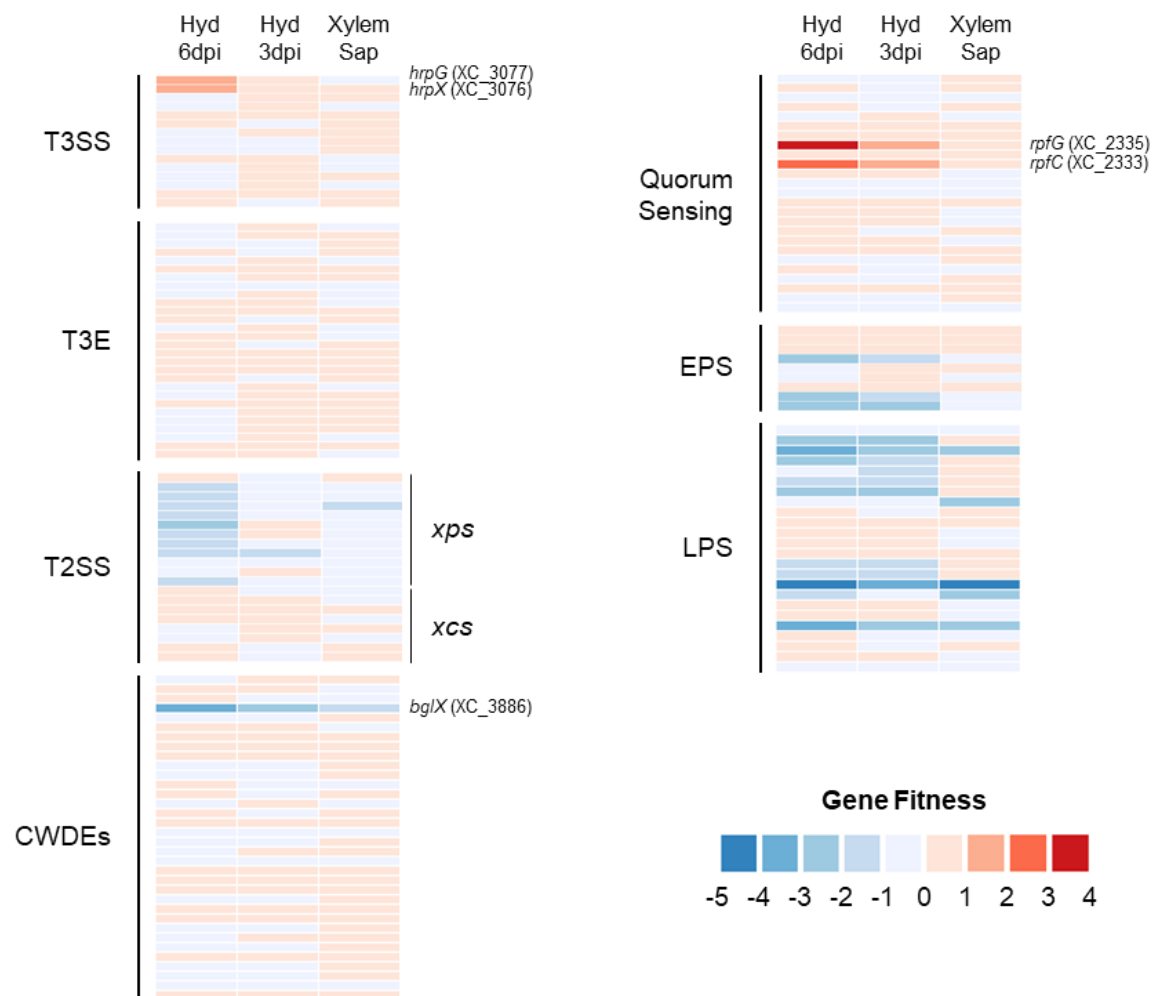 Hyd 6dpi
Hyd 3dpi
Xylem Sap
hrpG (XC_3077)
hrpX (XC_3076)
T3SS
T3E
T2SS
xps
xcs
CWDEs
bglX (XC_3886)
Hyd 6dpi
Hyd 3dpi
Xylem Sap
Quorum
Sensing
rpfG (XC_2335)
rpfC (XC_2333)
EPS
LPS
Gene Fitness
-5 -4 -3 -2 -1 0 1 2 3 4